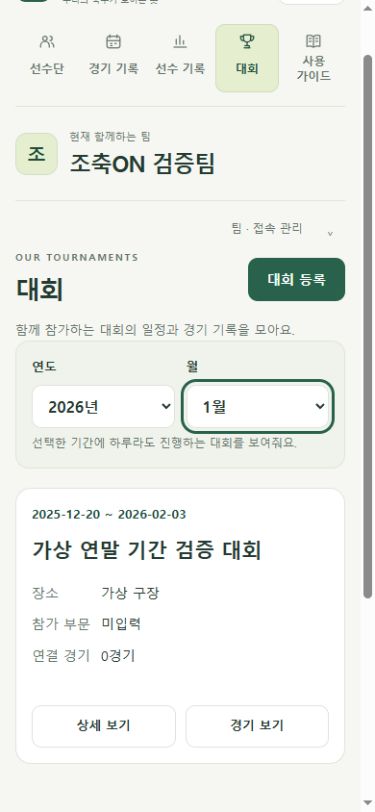 선수단
경기 기록
선수 기록
대회
사용
가이드
현재 함께하는 팀
조
조축ON 검증팀
팀 · 접속 관리
OUR TOURNAMENTS
대회
대회 등록
함께 참가하는 대회의 일정과 경기 기록을 모아요.
연도
월
2026년
1월
선택한 기간에 하루라도 진행하는 대회를 보여줘요.
2025-12-20 ~ 2026-02-03
가상 연말 기간 검증 대회
장소 가상 구장
참가 부문 미입력
연결 경기 0경기
상세 보기
경기 보기